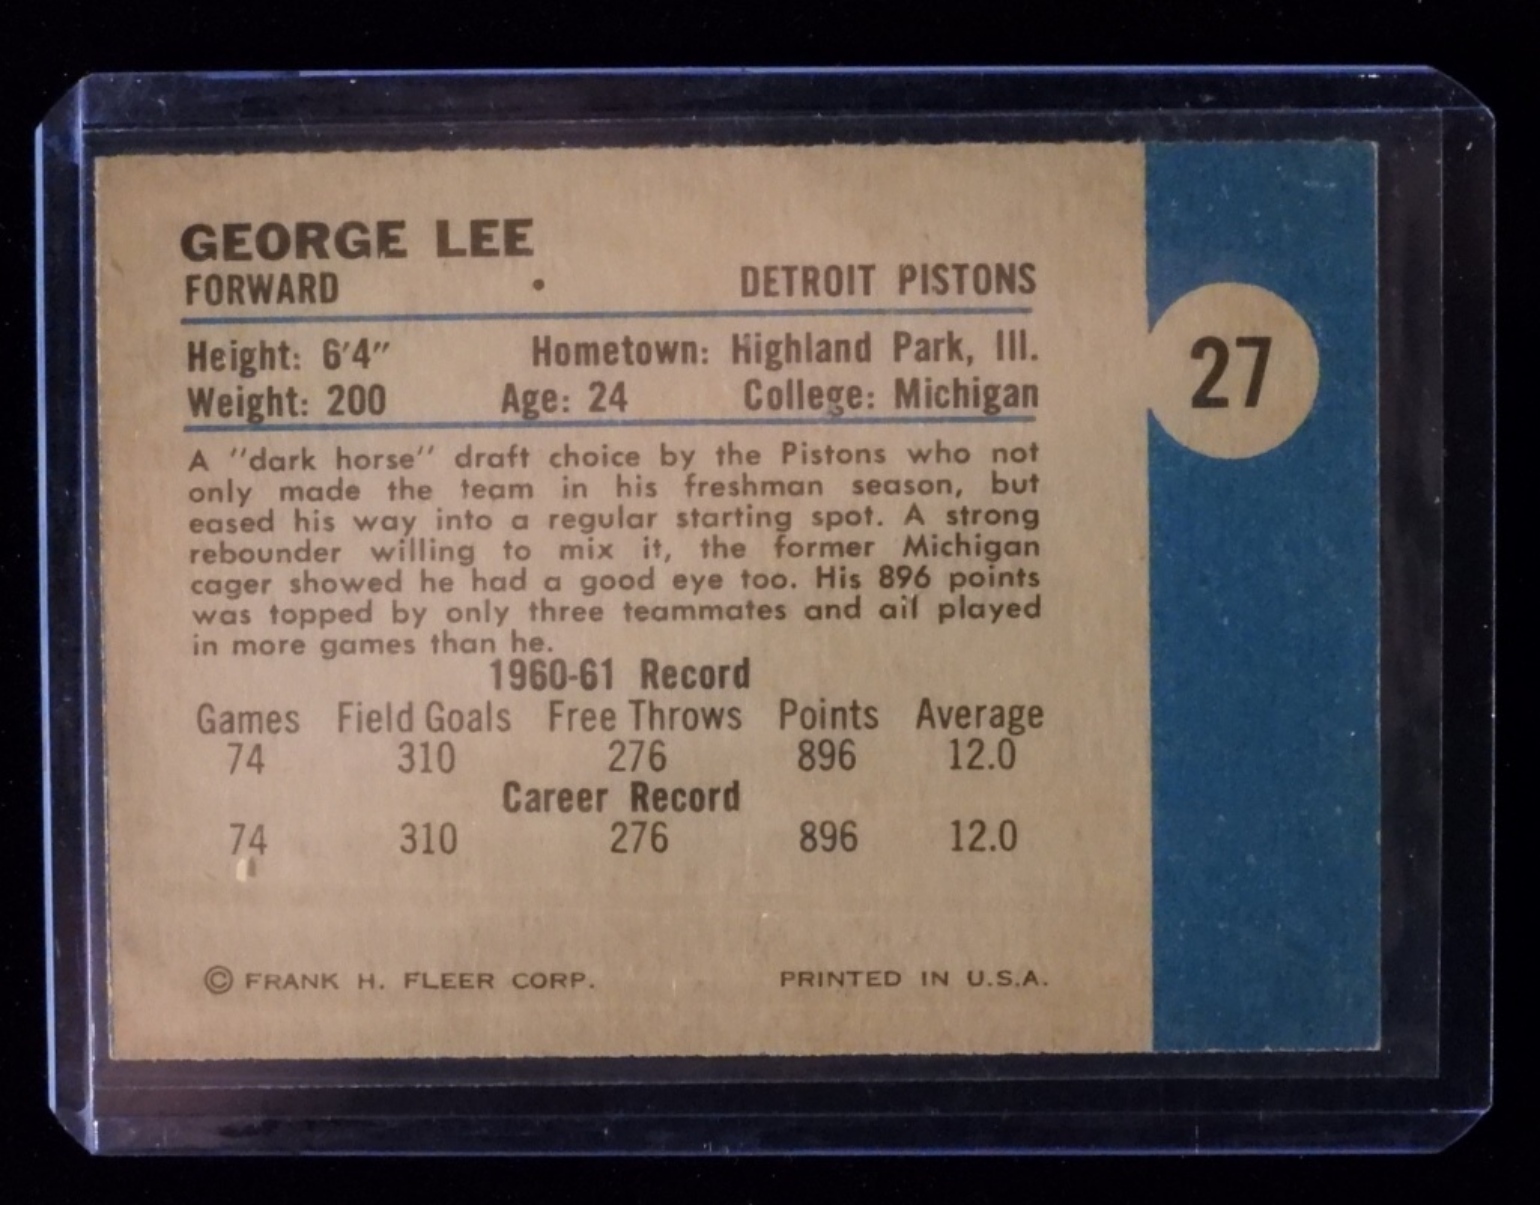 GEORGE LEE
FORWARD • DETROIT PISTONS
Height: 6'4" Hometown: Highland Park, Ill.
Weight: 200 Age: 24 College: Michigan
27
A "dark horse" draft choice by the Pistons who not
only made the team in his freshman season, but
eased his way into a regular starting spot. A strong
rebounder willing to mix it, the former Michigan
cager showed he had a good eye too. His 896 points
was topped by only three teammates and all played
in more games than he.
1960-61 Record
Games Field Goals Free Throws Points Average
74 310 276 896 12.0
Career Record
74 310 276 896 12.0
© FRANK H. FLEER CORP. PRINTED IN U.S.A.